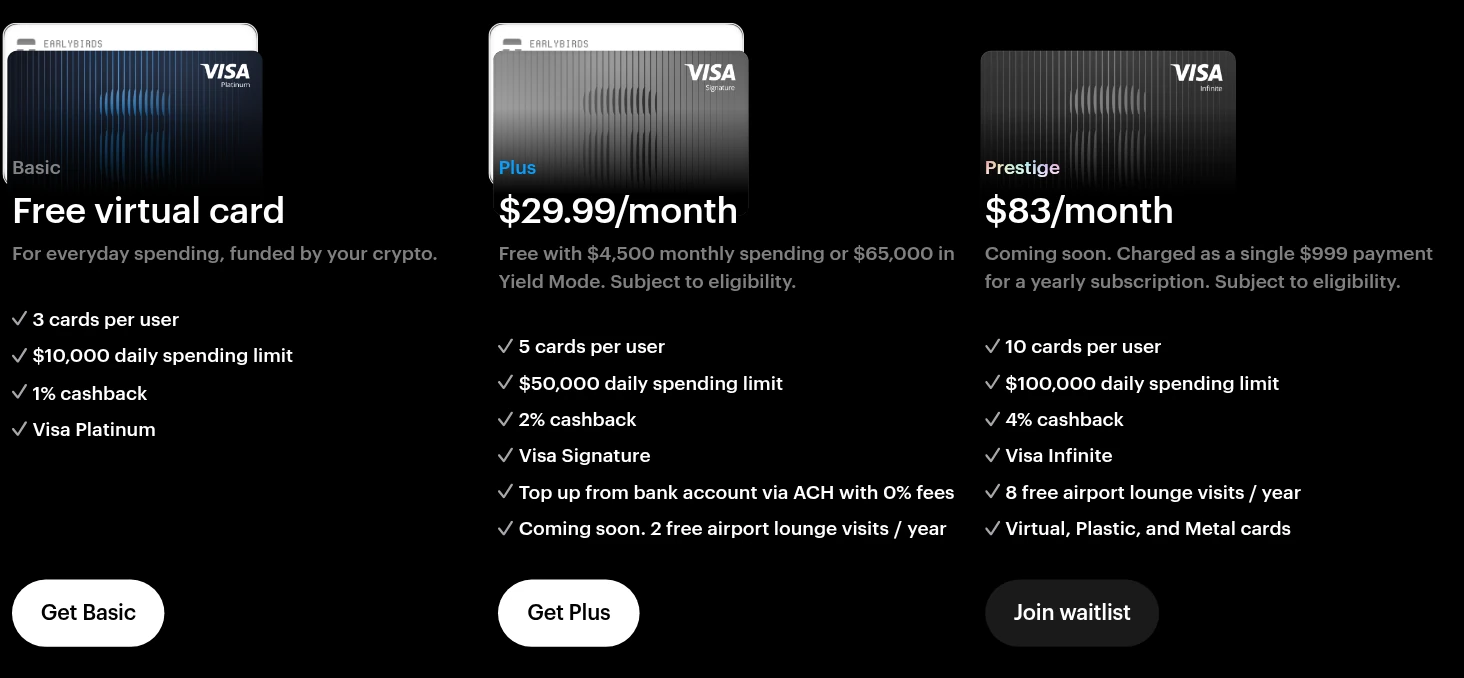 EARLYBIRDS
VISA
Platinum
Basic
Free virtual card
For everyday spending, funded by your crypto.
3 cards per user
$10,000 daily spending limit
1% cashback
Visa Platinum
Get Basic
EARLYBIRDS
VISA
Signature
Plus
$29.99/month
Free with $4,500 monthly spending or $65,000 in
Yield Mode. Subject to eligibility.
5 cards per user
$50,000 daily spending limit
2% cashback
Visa Signature
Top up from bank account via ACH with 0% fees
Coming soon. 2 free airport lounge visits / year
Get Plus
VISA
Infinite
Prestige
$83/month
Coming soon. Charged as a single $999 payment
for a yearly subscription. Subject to eligibility.
10 cards per user
$100,000 daily spending limit
4% cashback
Visa Infinite
8 free airport lounge visits / year
Virtual, Plastic, and Metal cards
Join waitlist